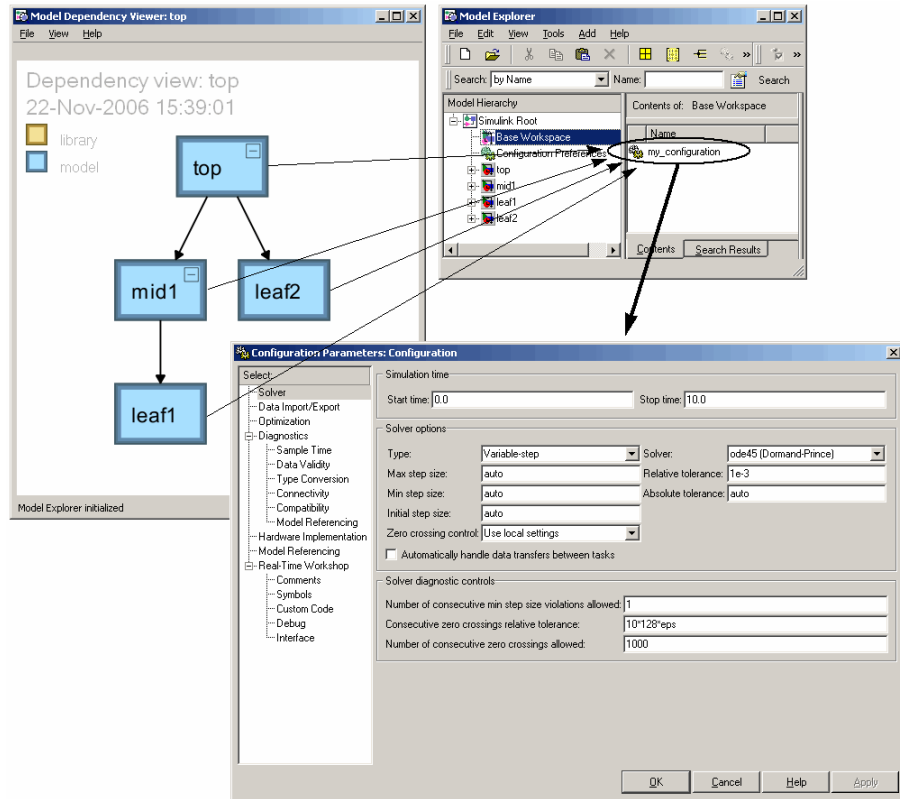 Model Dependency Viewer: top
File View Help
Dependency view: top
22-Nov-2006 15:39:01
library
model
top
mid1
leaf2
leaf1
Model Explorer initialized
Model Explorer
File Edit View Tools Add Help
Search: by Name Name: Search
Model Hierarchy
Simulink Root
Base Workspace
Configuration Preferences
top
mid1
leaf1
leaf2
Contents of: Base Workspace
Name
my_configuration
Contents Search Results
Configuration Parameters: Configuration
Select:
Solver
Data Import/Export
Optimization
Diagnostics
Sample Time
Data Validity
Type Conversion
Connectivity
Compatibility
Model Referencing
Hardware Implementation
Model Referencing
Real-Time Workshop
Comments
Symbols
Custom Code
Debug
Interface
Simulation time
Start time: 0.0 Stop time: 10.0
Solver options
Type: Variable-step Solver: ode45 (Dormand-Prince)
Max step size: auto Relative tolerance: 1e-3
Min step size: auto Absolute tolerance: auto
Initial step size: auto
Zero crossing control: Use local settings
Automatically handle data transfers between tasks
Solver diagnostic controls
Number of consecutive min step size violations allowed: 1
Consecutive zero crossings relative tolerance: 10*128*eps
Number of consecutive zero crossings allowed: 1000
OK Cancel Help Apply